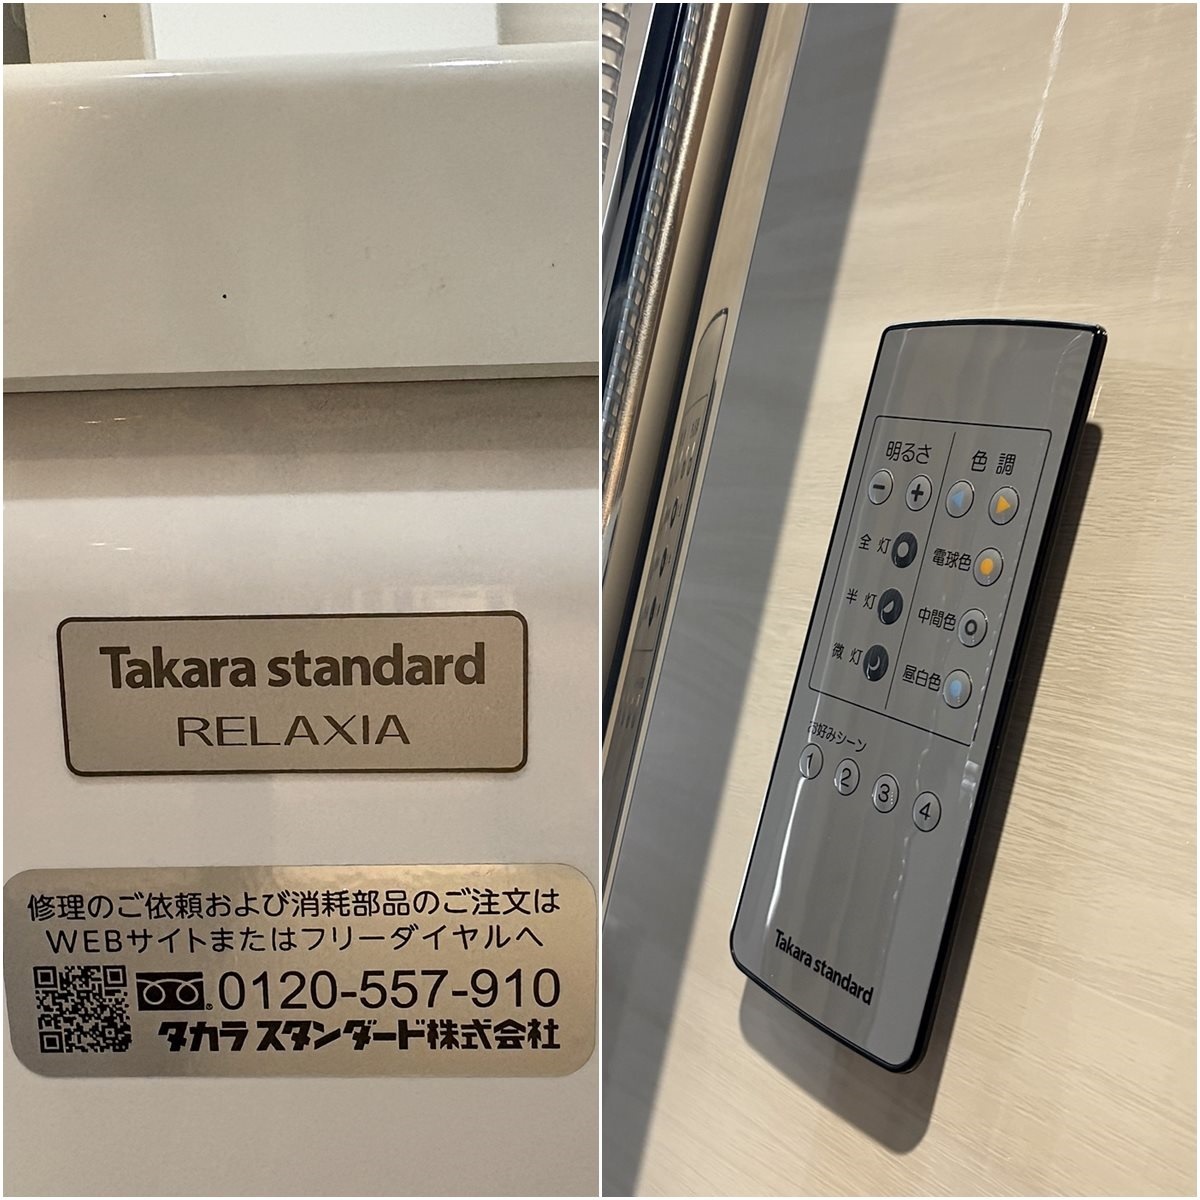 Takara standard
RELAXIA
修理のご依頼および消耗部品のご注文は
WEBサイトまたはフリーダイヤルへ
0120-557-910
タカラスタンダード株式会社
明るさ 色調
− +
全灯 電球色
半灯 中間色
微灯 昼白色
お好みシーン
1 2 3 4
Takara standard